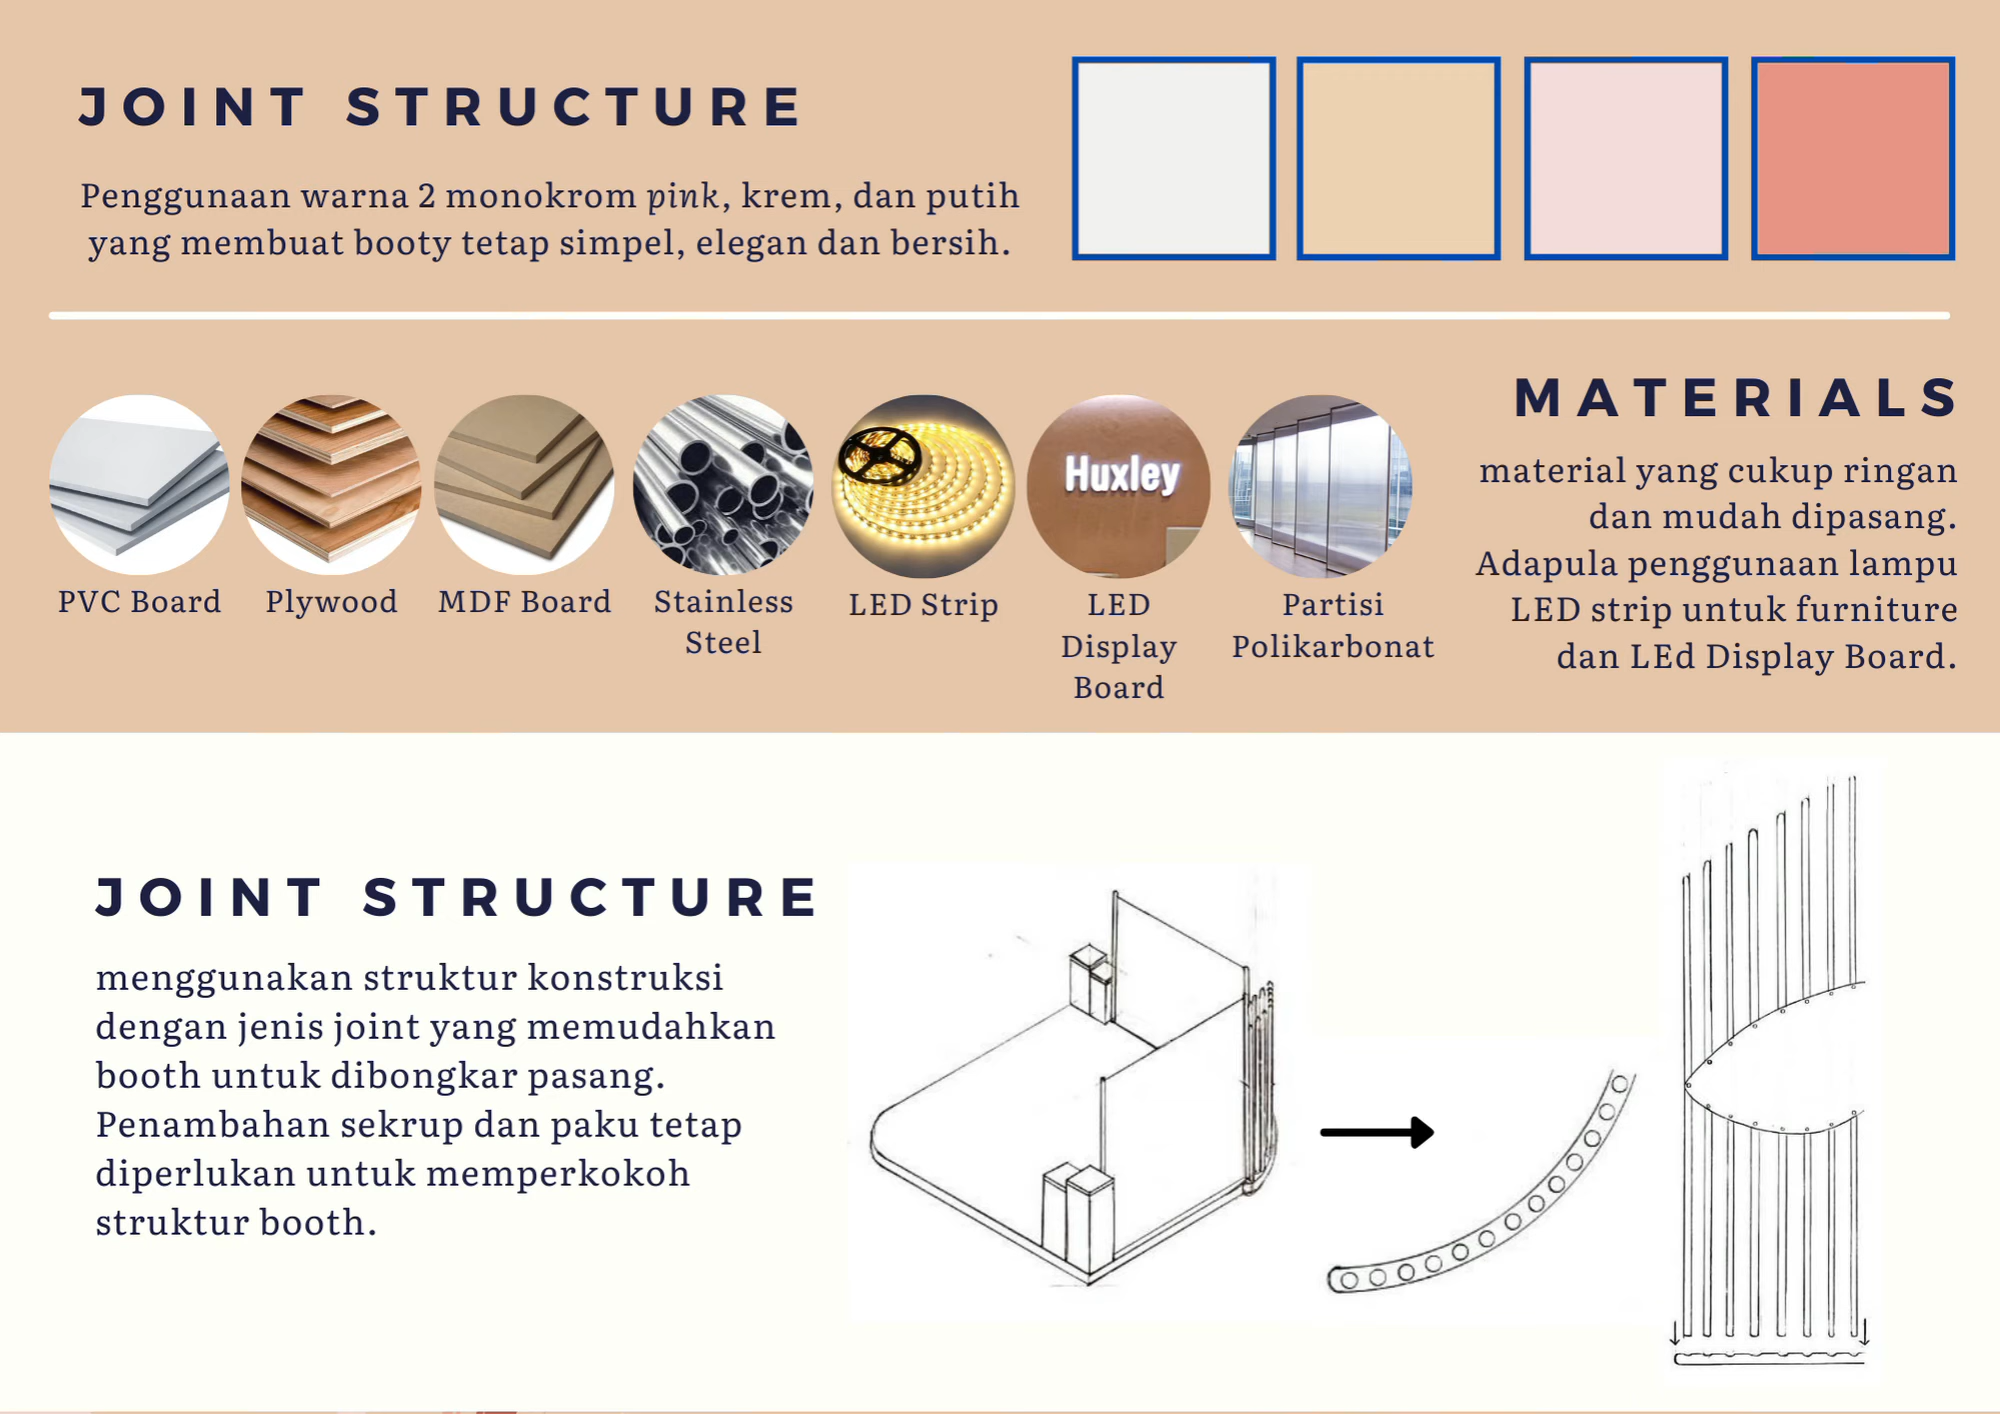 JOINT STRUCTURE
Penggunaan warna 2 monokrom pink, krem, dan putih
yang membuat booty tetap simpel, elegan dan bersih.
MATERIALS
material yang cukup ringan
dan mudah dipasang.
Adapula penggunaan lampu
LED strip untuk furniture
dan LEd Display Board.
Huxley
PVC Board
Plywood
MDF Board
Stainless
Steel
LED Strip
LED
Display
Board
Partisi
Polikarbonat
JOINT STRUCTURE
menggunakan struktur konstruksi
dengan jenis joint yang memudahkan
booth untuk dibongkar pasang.
Penambahan sekrup dan paku tetap
diperlukan untuk memperkokoh
struktur booth.